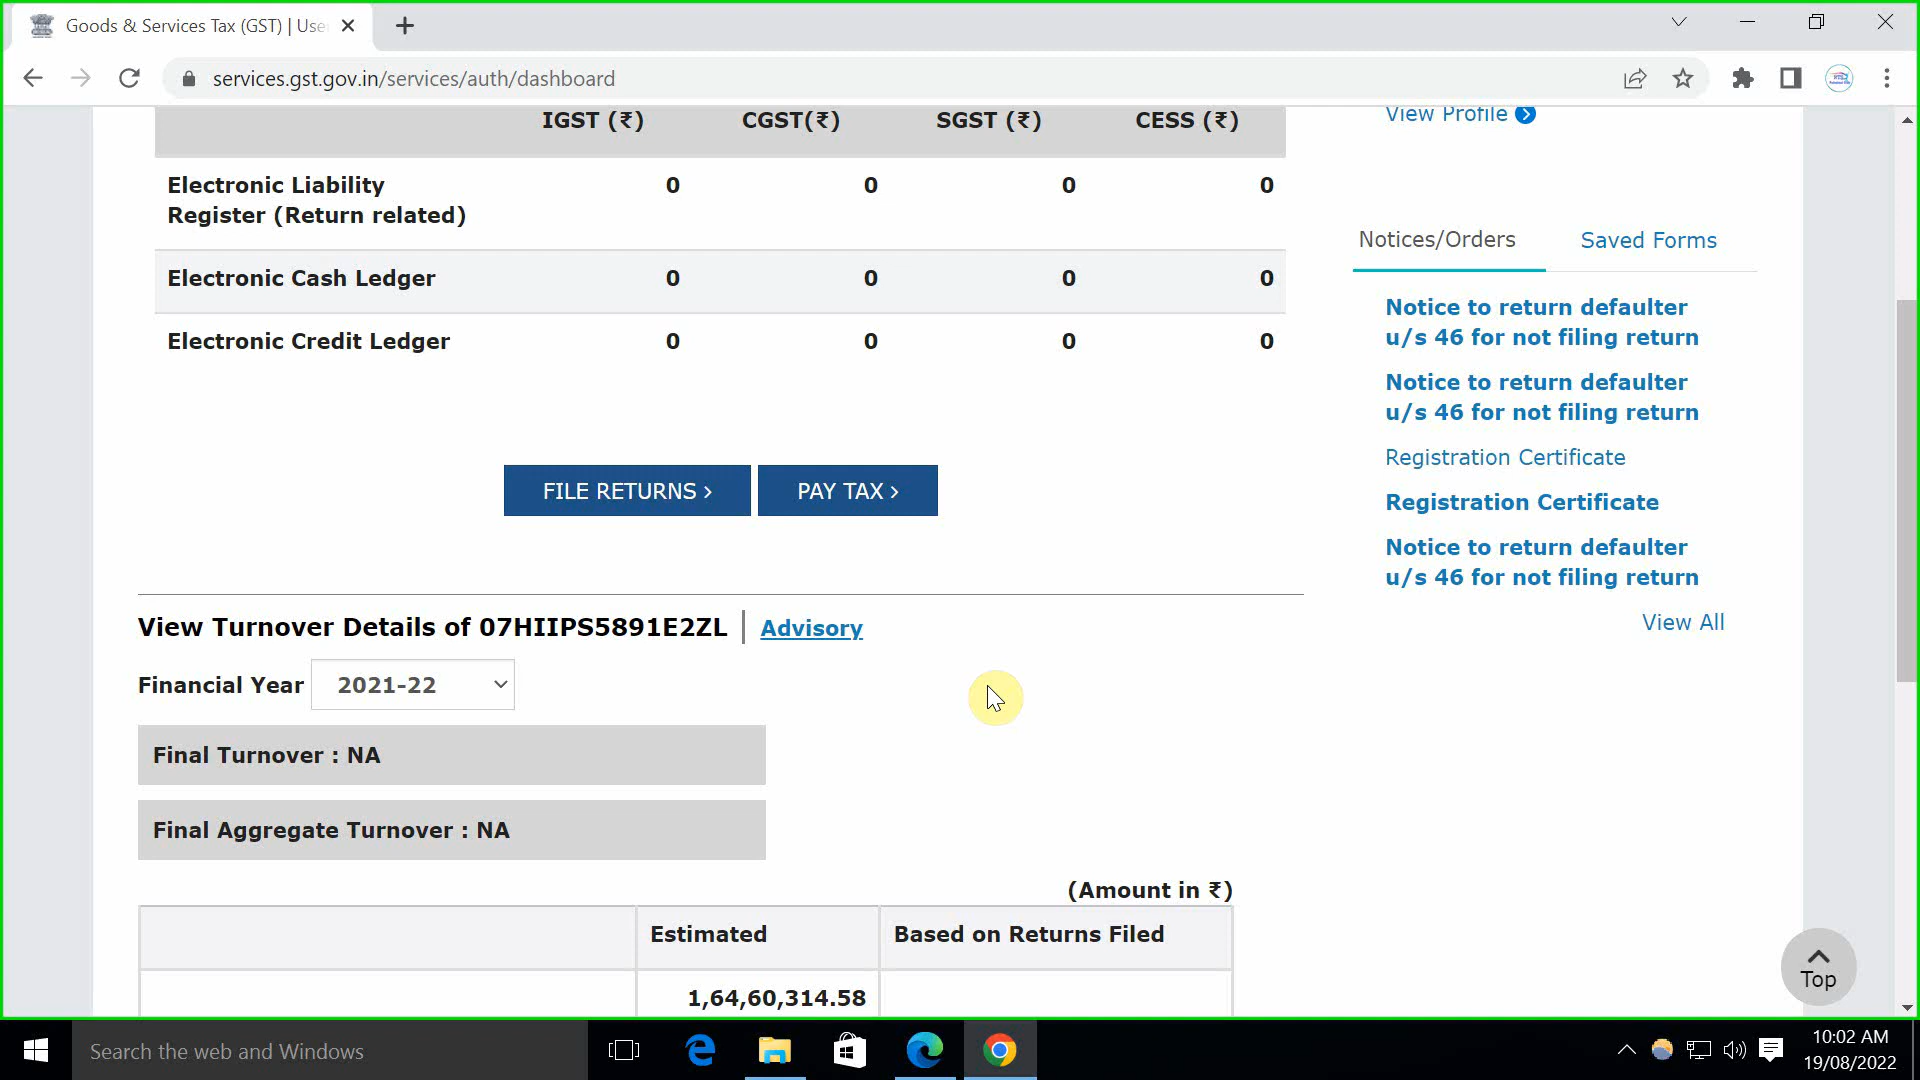 Goods & Services Tax (GST) | Use
services.gst.gov.in/services/auth/dashboard
IGST (₹) CGST(₹) SGST (₹) CESS (₹)
View Profile
Electronic Liability
Register (Return related) 0 0 0 0
Electronic Cash Ledger 0 0 0 0
Electronic Credit Ledger 0 0 0 0
FILE RETURNS > PAY TAX >
Notices/Orders Saved Forms
Notice to return defaulter
u/s 46 for not filing return
Notice to return defaulter
u/s 46 for not filing return
Registration Certificate
Registration Certificate
Notice to return defaulter
u/s 46 for not filing return
View All
View Turnover Details of 07HIIPS5891E2ZL | Advisory
Financial Year 2021-22
Final Turnover : NA
Final Aggregate Turnover : NA
(Amount in ₹)
Estimated Based on Returns Filed
1,64,60,314.58
Top
Search the web and Windows
10:02 AM
19/08/2022